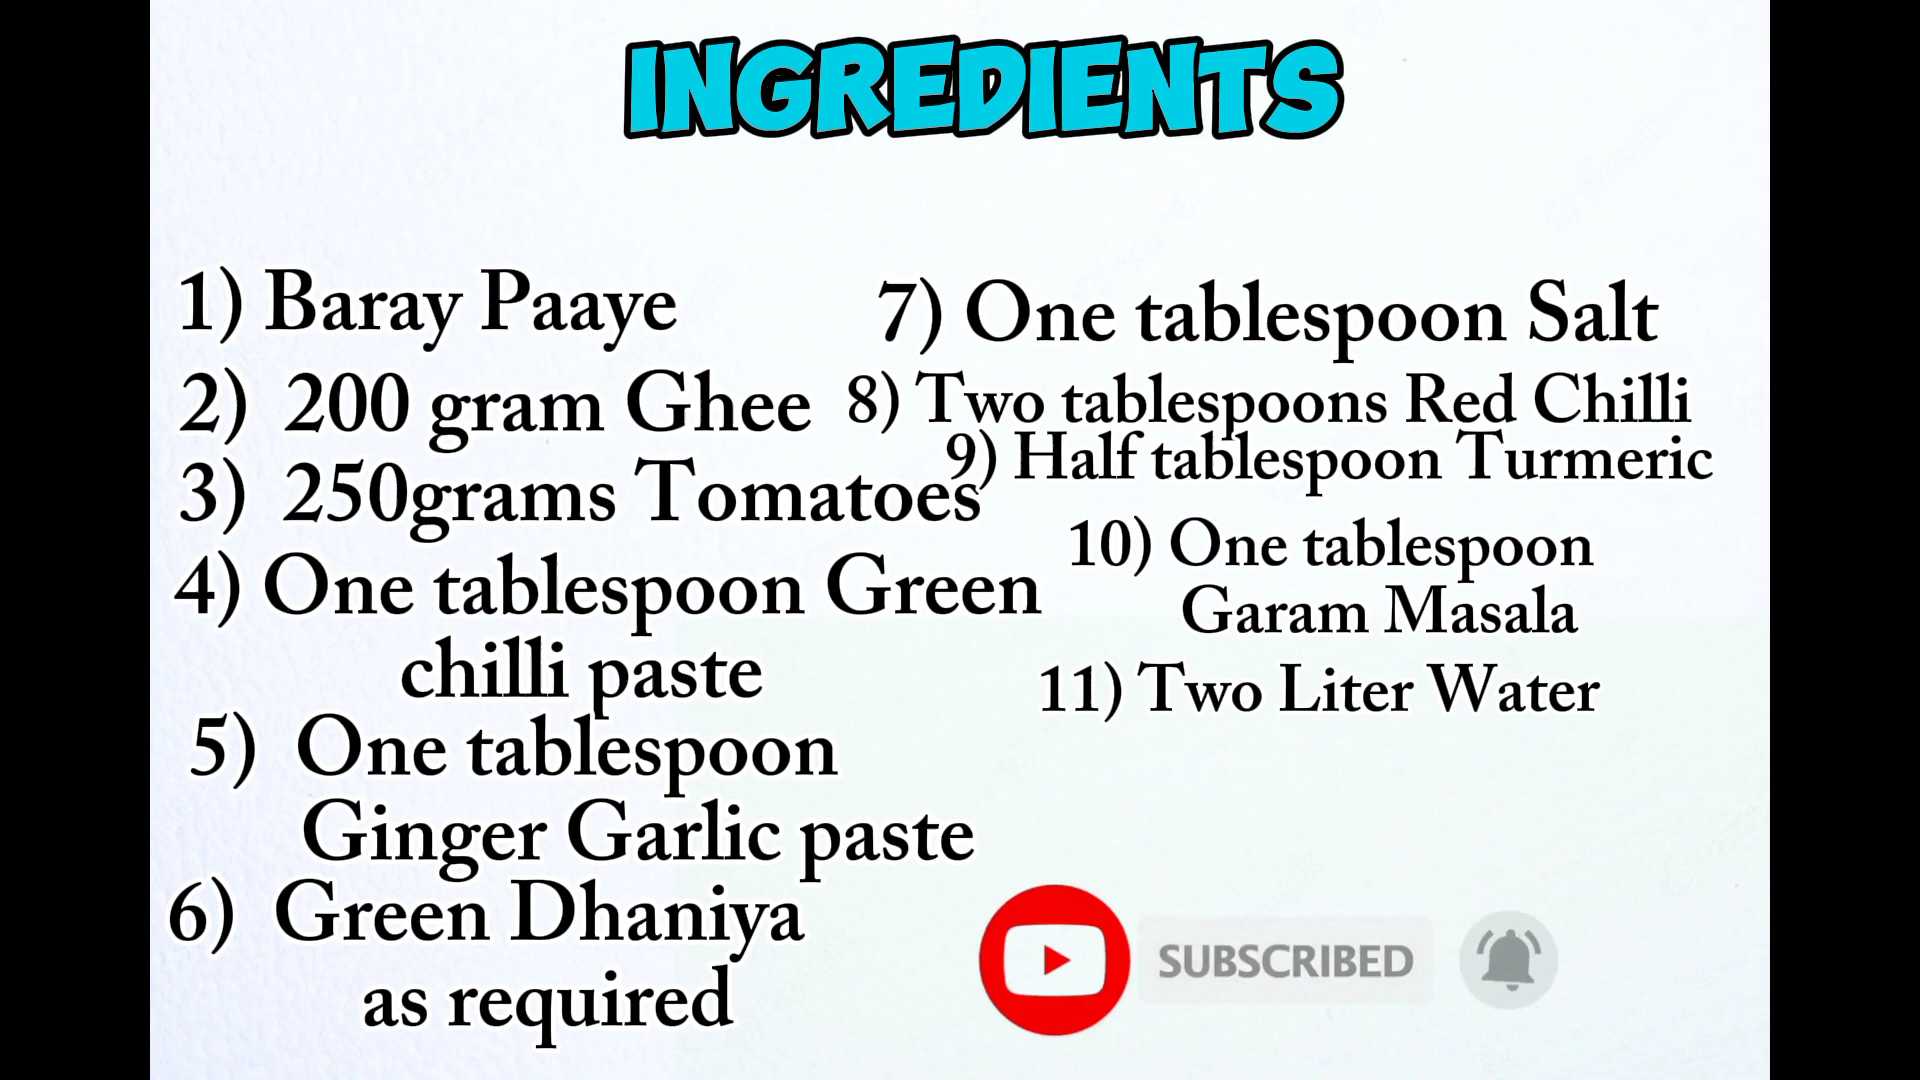 INGREDIENTS
1) Baray Paaye
2) 200 gram Ghee
3) 250grams Tomatoes
4) One tablespoon Green
chilli paste
5) One tablespoon
Ginger Garlic paste
6) Green Dhaniya
as required
7) One tablespoon Salt
8) Two tablespoons Red Chilli
9) Half tablespoon Turmeric
10) One tablespoon
Garam Masala
11) Two Liter Water
SUBSCRIBED